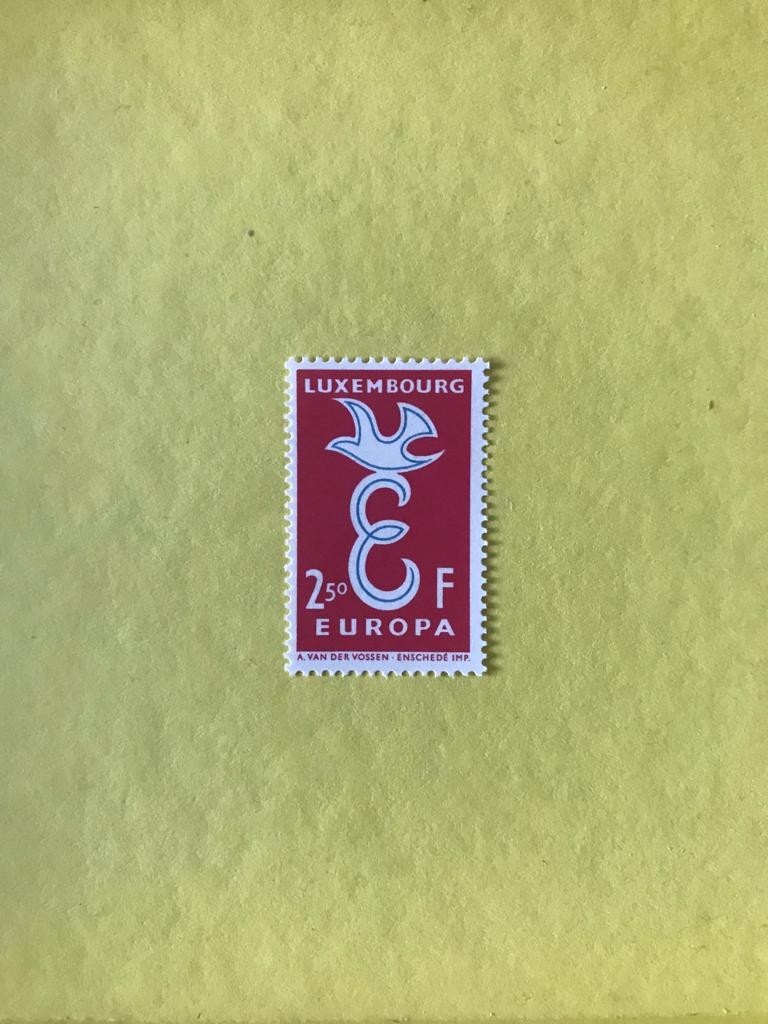 LUXEMBOURG
E
2⁵⁰ F
EUROPA
A. VAN DER VOSSEN · ENSCHEDÉ IMP.